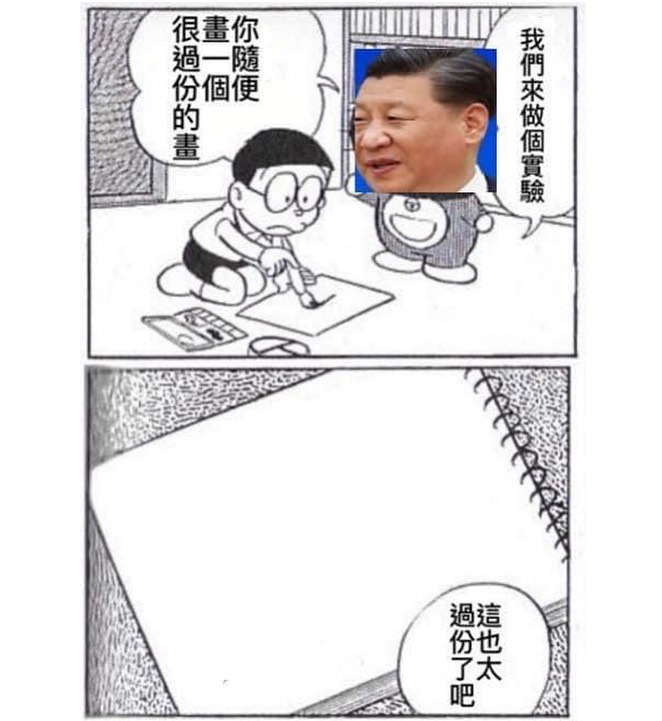 我們來做個實驗
你隨便
畫一個
很過份的畫
這也太
過份了吧